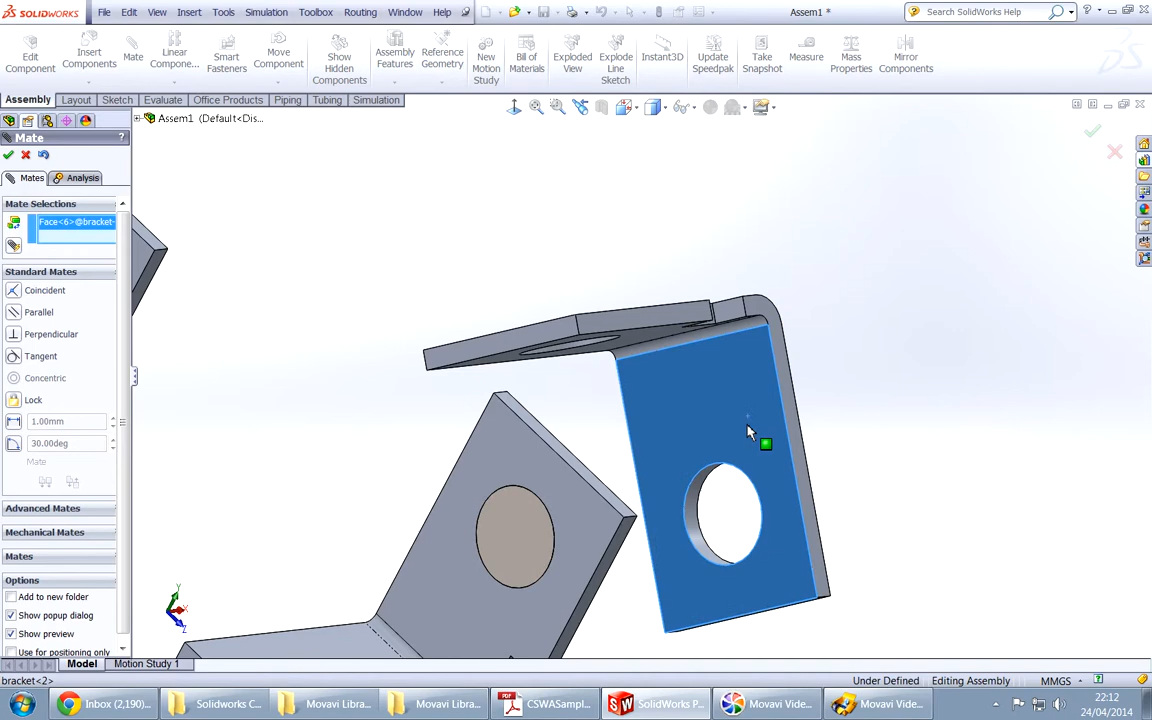 SOLIDWORKS File Edit View Insert Tools Simulation Toolbox Routing Window Help Assem1 * Search SolidWorks Help
Edit Component
Insert Components
Mate
Linear Compone...
Smart Fasteners
Move Component
Show Hidden Components
Assembly Features
Reference Geometry
New Motion Study
Bill of Materials
Exploded View
Explode Line Sketch
Instant3D
Update Speedpak
Take Snapshot
Measure
Mass Properties
Mirror Components
Assembly Layout Sketch Evaluate Office Products Piping Tubing Simulation
Assem1 (Default<Dis...
Mate ?
Mates Analysis
Mate Selections
Face<6>@bracket-
Standard Mates
Coincident
Parallel
Perpendicular
Tangent
Concentric
Lock
1.00mm
30.00deg
Mate
Advanced Mates
Mechanical Mates
Mates
Options
Add to new folder
Show popup dialog
Show preview
Use for positioning only
Y
X
Z
Model Motion Study 1
bracket<2> Under Defined Editing Assembly MMGS
Inbox (2,190)... Solidworks C... Movavi Libra... Movavi Libra... CSWASampl... SolidWorks P... Movavi Vide... Movavi Vide... 22:12
24/04/2014